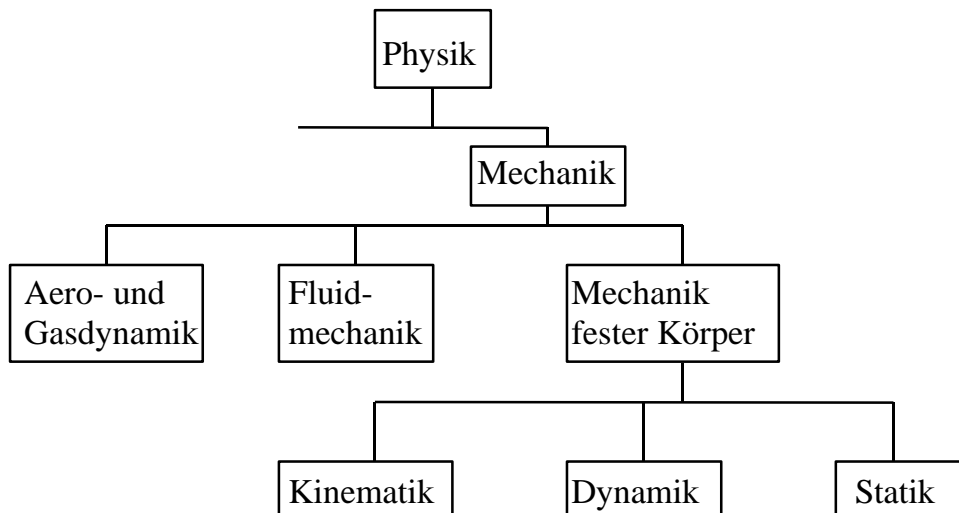 Physik
Mechanik
Aero- und
Gasdynamik
Fluid-
mechanik
Mechanik
fester Körper
Kinematik
Dynamik
Statik